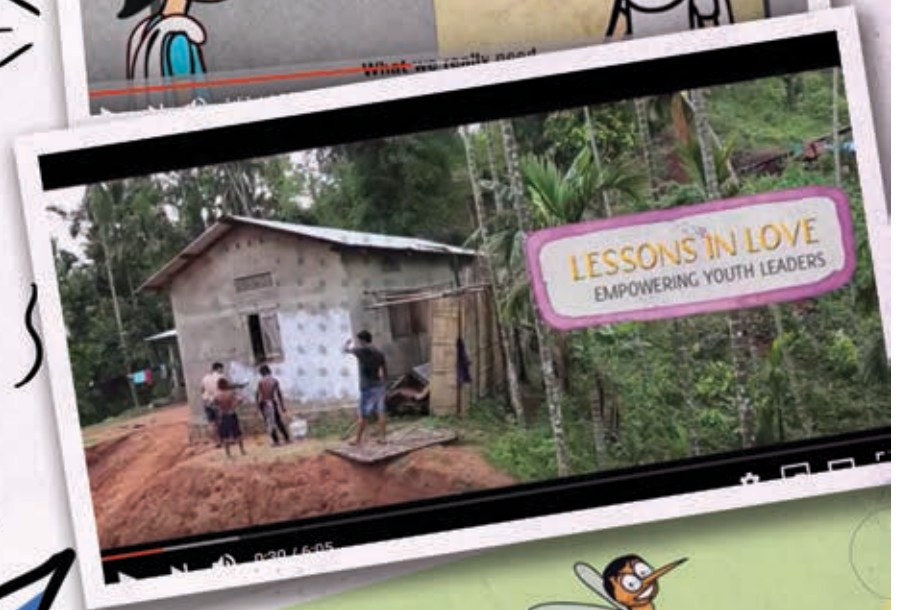 What we really need
LESSONS IN LOVE
EMPOWERING YOUTH LEADERS
0:30 / 6:05